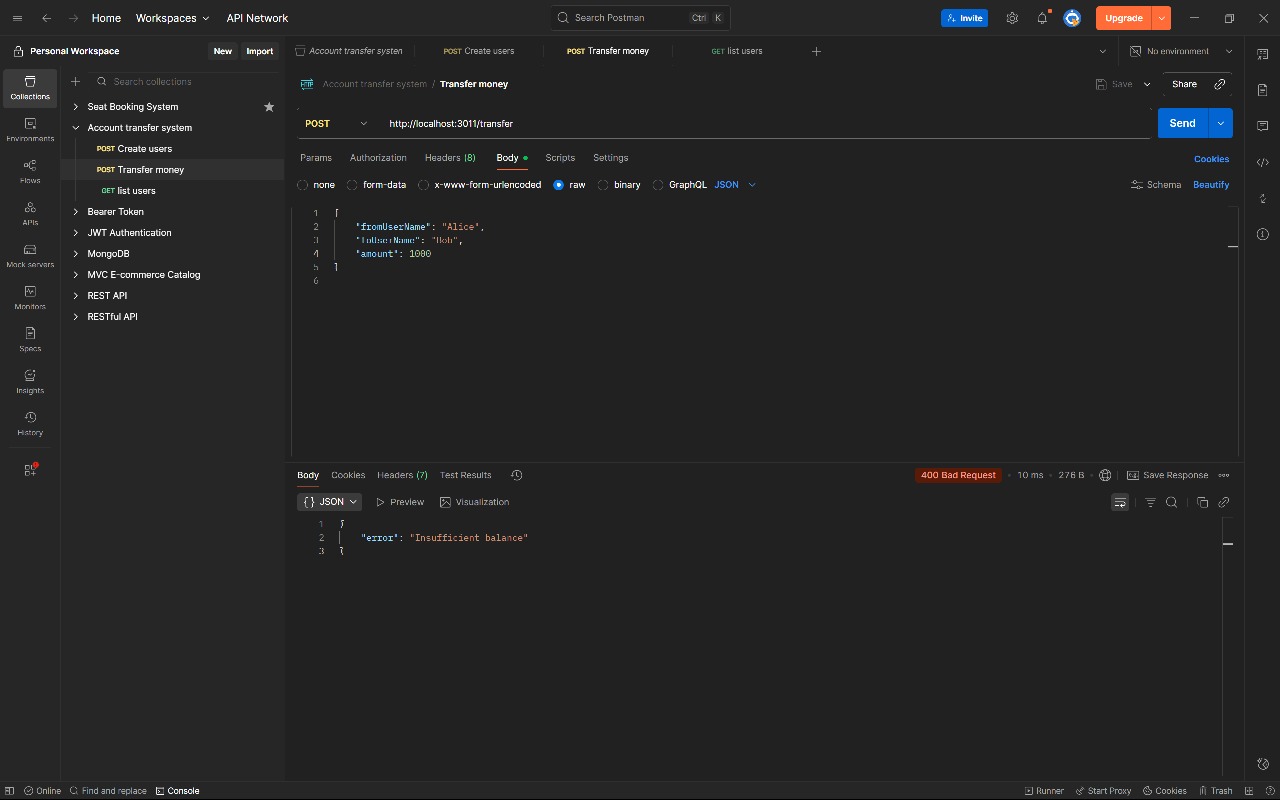 Home Workspaces API Network Search Postman Ctrl K Invite Upgrade
Personal Workspace New Import Account transfer systen POST Create users POST Transfer money GET list users No environment
Collections
Environments
Flows
APIs
Mock servers
Monitors
Specs
Insights
History
Search collections
Seat Booking System
Account transfer system
POST Create users
POST Transfer money
GET list users
Bearer Token
JWT Authentication
MongoDB
MVC E-commerce Catalog
REST API
RESTful API
HTTP Account transfer system / Transfer money Save Share
POST http://localhost:3011/transfer Send
Params Authorization Headers (8) Body Scripts Settings Cookies
none form-data x-www-form-urlencoded raw binary GraphQL JSON Schema Beautify
1 {
2 "fromUserName": "Alice",
3 "toUserName": "Bob",
4 "amount": 1000
5 }
6
Body Cookies Headers (7) Test Results 400 Bad Request 10 ms 276 B Save Response
{} JSON Preview Visualization
1 {
2 "error": "Insufficient balance"
3 }
Online Find and replace Console Runner Start Proxy Cookies Trash